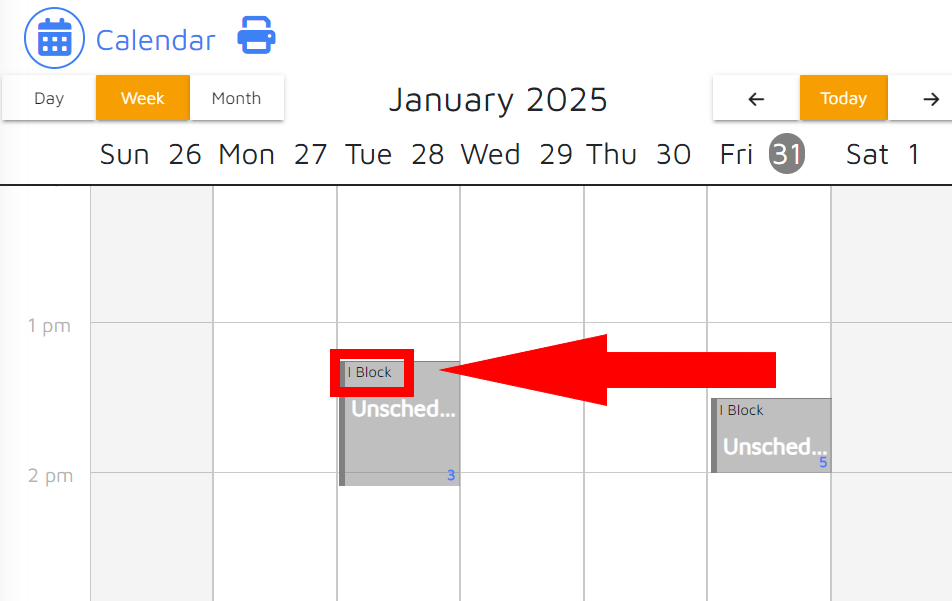 Calendar
Day Week Month
January 2025
Today
Sun 26 Mon 27 Tue 28 Wed 29 Thu 30 Fri 31 Sat 1
1 pm
I Block
Unsched...
3
I Block
Unsched...
5
2 pm